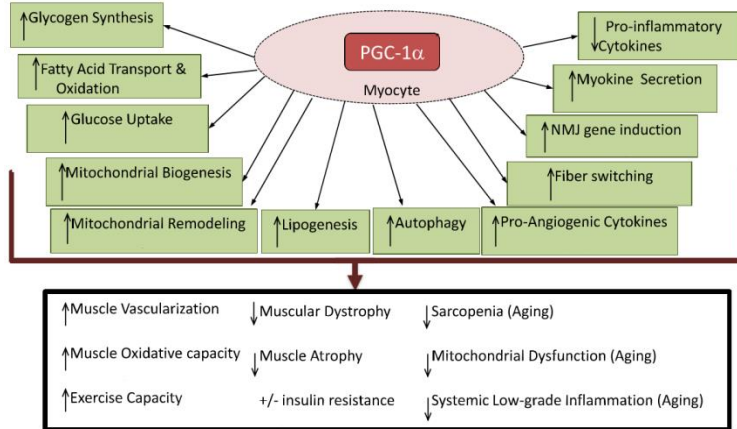 PGC-1α
Myocyte
↑Glycogen Synthesis
↑Fatty Acid Transport &
Oxidation
↑Glucose Uptake
↑Mitochondrial Biogenesis
↑Mitochondrial Remodeling
↑Lipogenesis
↑Autophagy
↑Pro-Angiogenic Cytokines
↑Fiber switching
↑NMJ gene induction
↑Myokine Secretion
↓Pro-inflammatory
Cytokines
↑Muscle Vascularization
↓Muscular Dystrophy
↓Sarcopenia (Aging)
↑Muscle Oxidative capacity
↓Muscle Atrophy
↓Mitochondrial Dysfunction (Aging)
↑Exercise Capacity
+/- insulin resistance
↓Systemic Low-grade Inflammation (Aging)